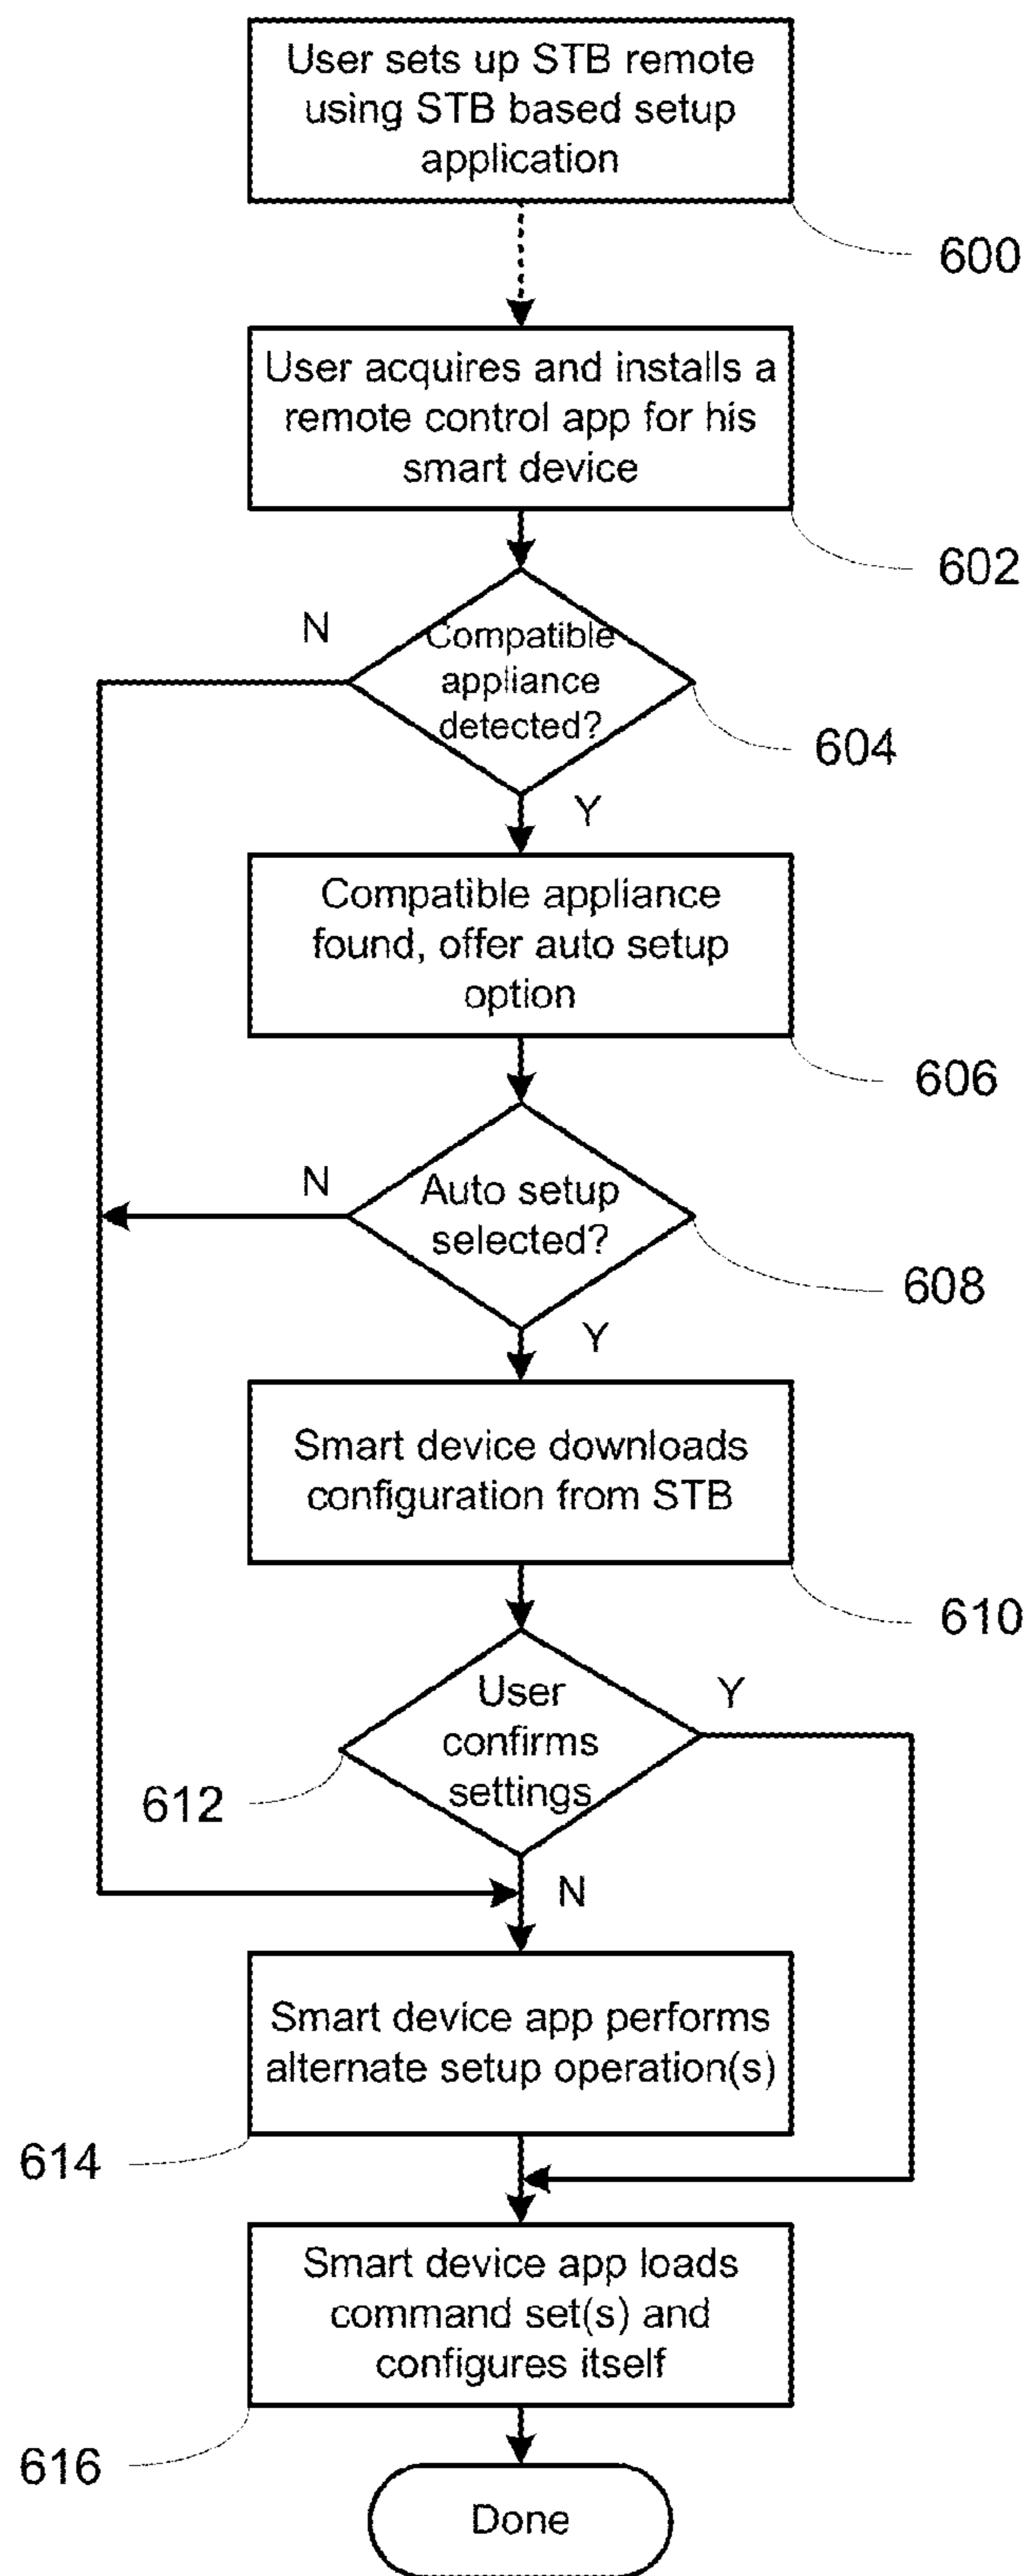 User sets up STB remote
using STB based setup
application
600
User acquires and installs a
remote control app for his
smart device
602
N
Compatible
appliance
detected?
604
Y
Compatible appliance
found, offer auto setup
option
606
N
Auto setup
selected?
608
Y
Smart device downloads
configuration from STB
610
User
confirms
settings
Y
612
N
Smart device app performs
alternate setup operation(s)
614
Smart device app loads
command set(s) and
configures itself
616
Done